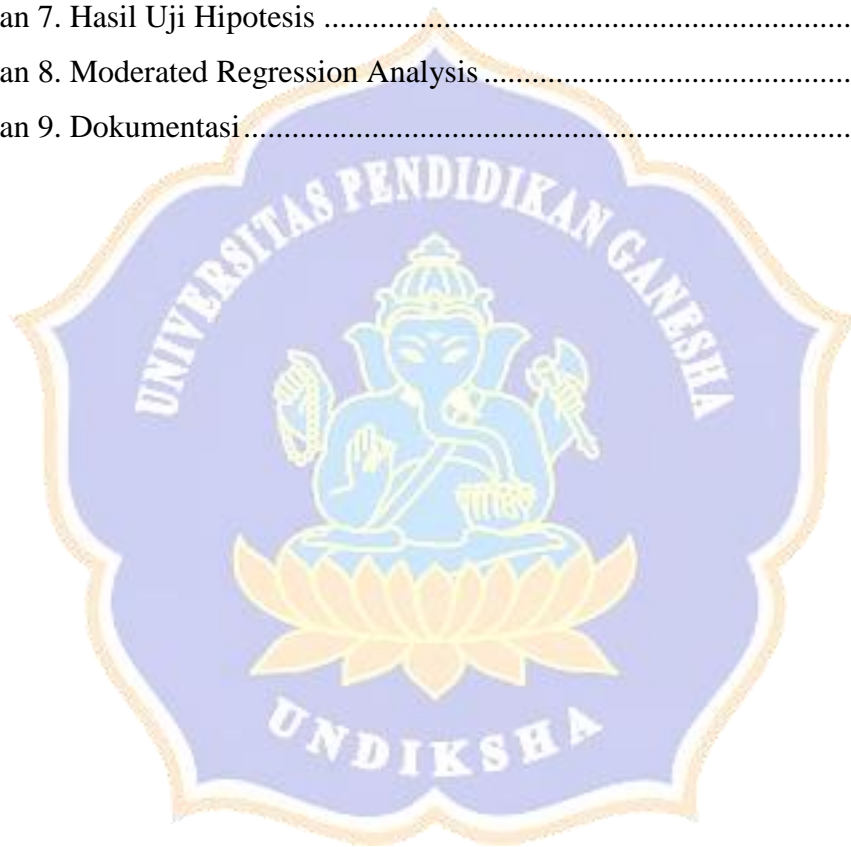 an 7. Hasil Uji Hipotesis ....................................................................
an 8. Moderated Regression Analysis ...............................................
an 9. Dokumentasi ...............................................................................
UNIVERSITAS PENDIDIKAN GANESHA
UNDIKSHA